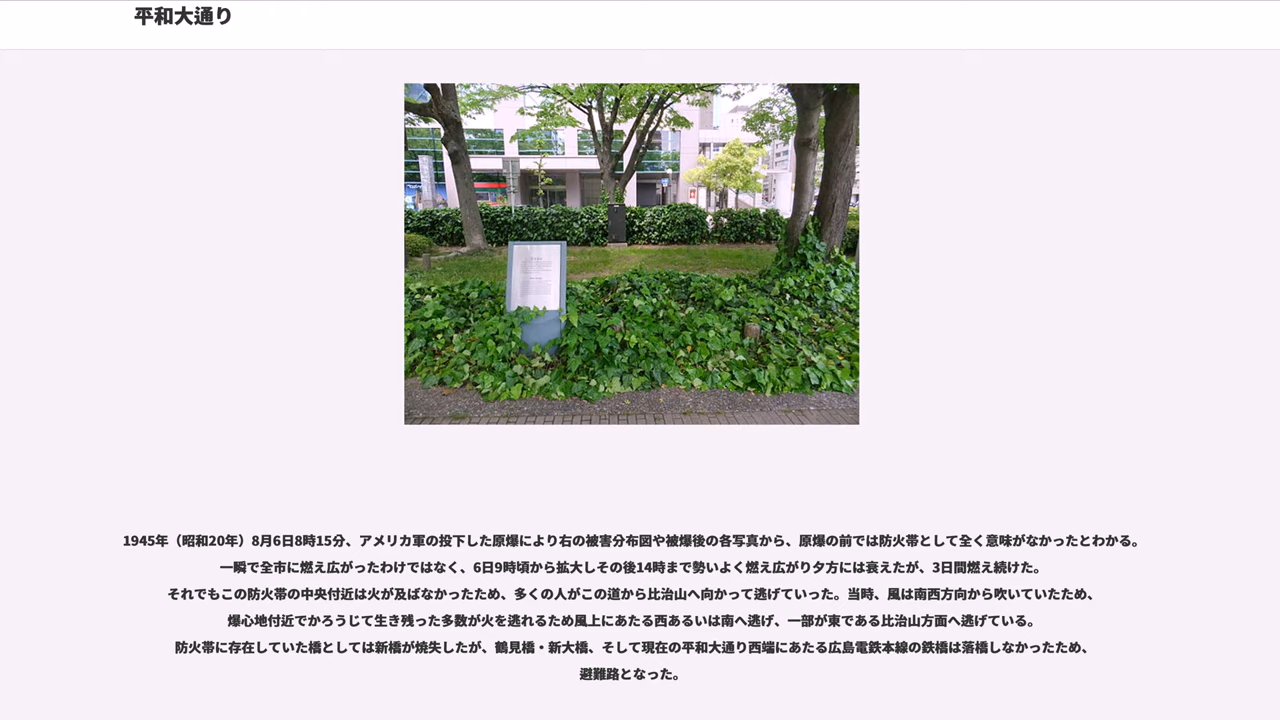 平和大通り
1945年（昭和20年）8月6日8時15分、アメリカ軍の投下した原爆により右の被害分布図や被爆後の各写真から、原爆の前では防火帯として全く意味がなかったとわかる。
一瞬で全市に燃え広がったわけではなく、6日9時頃から拡大しその後14時まで勢いよく燃え広がり夕方には衰えたが、3日間燃え続けた。
それでもこの防火帯の中央付近は火が及ばなかったため、多くの人がこの道から比治山へ向かって逃げていった。当時、風は南西方向から吹いていたため、
爆心地付近でかろうじて生き残った多数が火を逃れるため風上にあたる西あるいは南へ逃げ、一部が東である比治山方面へ逃げている。
防火帯に存在していた橋としては新橋が焼失したが、鶴見橋・新大橋、そして現在の平和大通り西端にあたる広島電鉄本線の鉄橋は落橋しなかったため、
避難路となった。